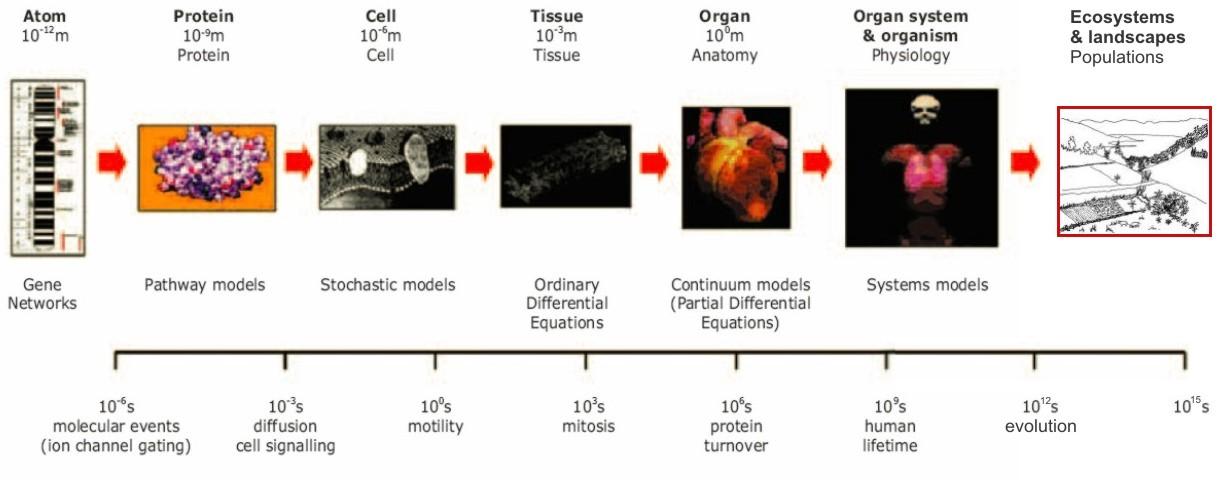 Atom
10⁻¹²m
Protein
10⁻⁹m
Protein
Cell
10⁻⁶m
Cell
Tissue
10⁻³m
Tissue
Organ
10⁰m
Anatomy
Organ system
& organism
Physiology
Ecosystems
& landscapes
Populations
Gene
Networks
Pathway models
Stochastic models
Ordinary
Differential
Equations
Continuum models
(Partial Differential
Equations)
Systems models
10⁻⁶s
molecular events
(ion channel gating)
10⁻³s
diffusion
cell signalling
10⁰s
motility
10³s
mitosis
10⁶s
protein
turnover
10⁹s
human
lifetime
10¹²s
evolution
10¹⁵s